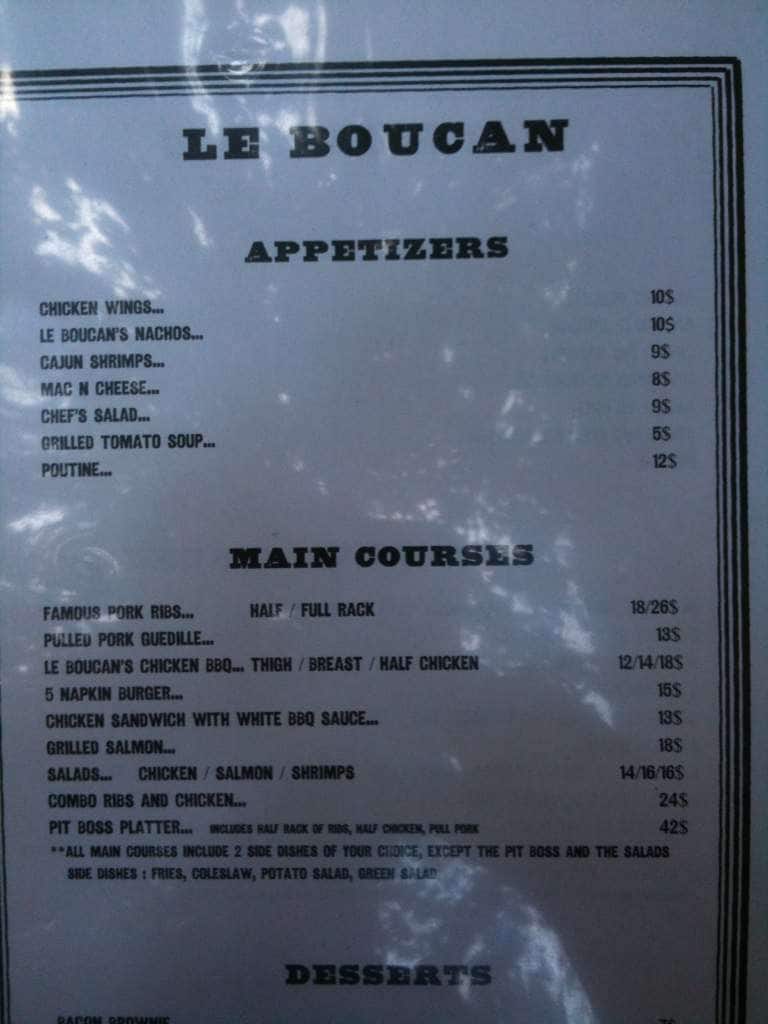 LE BOUCAN
APPETIZERS
CHICKEN WINGS... 10$
LE BOUCAN'S NACHOS... 10$
CAJUN SHRIMPS... 9$
MAC N CHEESE... 8$
CHEF'S SALAD... 9$
GRILLED TOMATO SOUP... 5$
POUTINE... 12$
MAIN COURSES
FAMOUS PORK RIBS... HALF / FULL RACK 18/26$
PULLED PORK GUEDILLE... 13$
LE BOUCAN'S CHICKEN BBQ... THIGH / BREAST / HALF CHICKEN 12/14/18$
5 NAPKIN BURGER... 15$
CHICKEN SANDWICH WITH WHITE BBQ SAUCE... 13$
GRILLED SALMON... 18$
SALADS... CHICKEN / SALMON / SHRIMPS 14/16/16$
COMBO RIBS AND CHICKEN... 24$
PIT BOSS PLATTER... INCLUDES HALF RACK OF RIBS, HALF CHICKEN, PULL PORK 42$
**ALL MAIN COURSES INCLUDE 2 SIDE DISHES OF YOUR CHOICE, EXCEPT THE PIT BOSS AND THE SALADS
SIDE DISHES : FRIES, COLESLAW, POTATO SALAD, GREEN SALAD
DESSERTS
BACON BROWNIE